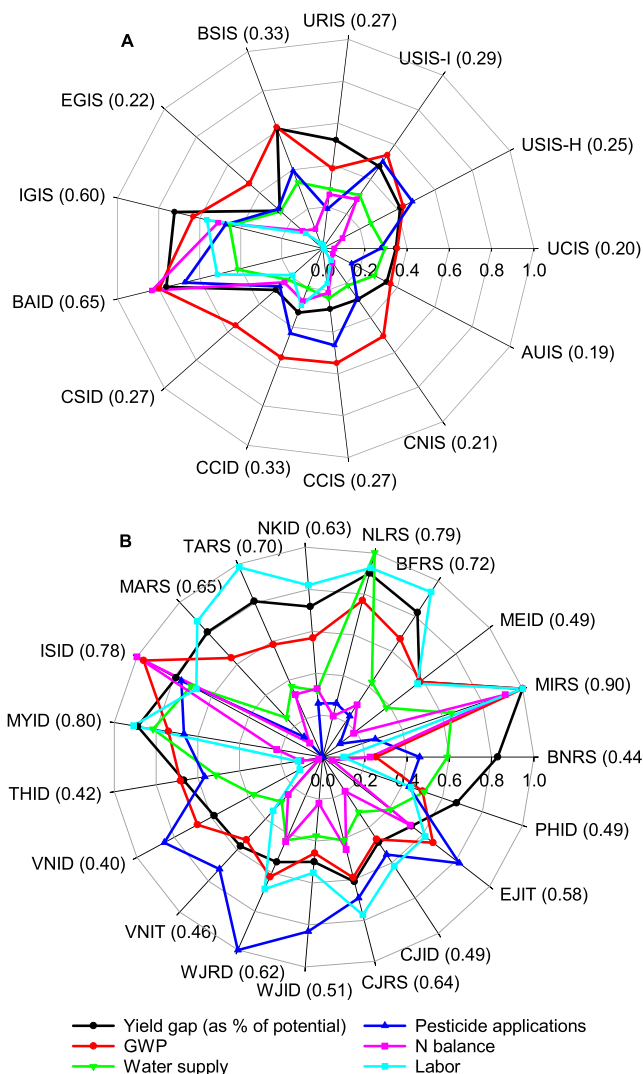 A
URIS (0.27)
BSIS (0.33)
USIS-I (0.29)
EGIS (0.22)
USIS-H (0.25)
IGIS (0.60)
UCIS (0.20)
0.0 0.2 0.4 0.6 0.8 1.0
BAID (0.65)
AUIS (0.19)
CSID (0.27)
CNIS (0.21)
CCID (0.33)
CCIS (0.27)
B
NKID (0.63)
NLRS (0.79)
TARS (0.70)
BFRS (0.72)
MARS (0.65)
MEID (0.49)
ISID (0.78)
MIRS (0.90)
MYID (0.80)
BNRS (0.44)
0.0 0.2 0.4 0.6 0.8 1.0
THID (0.42)
PHID (0.49)
VNID (0.40)
EJIT (0.58)
VNIT (0.46)
CJID (0.49)
WJRD (0.62)
CJRS (0.64)
WJID (0.51)
Yield gap (as % of potential)
Pesticide applications
GWP
N balance
Water supply
Labor